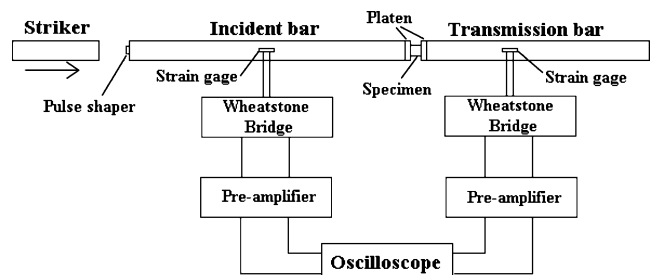 Striker
Incident bar
Platen
Transmission bar
Strain gage
Strain gage
Pulse shaper
Specimen
Wheatstone
Bridge
Wheatstone
Bridge
Pre-amplifier
Pre-amplifier
Oscilloscope